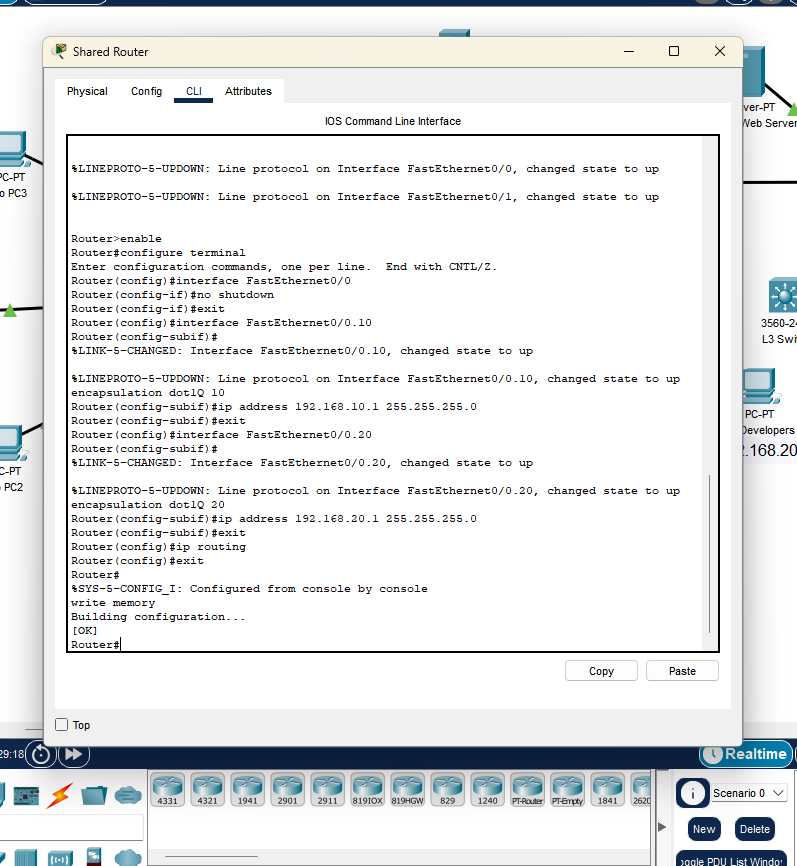 Shared Router
Physical Config CLI Attributes
IOS Command Line Interface
%LINEPROTO-5-UPDOWN: Line protocol on Interface FastEthernet0/0, changed state to up
%LINEPROTO-5-UPDOWN: Line protocol on Interface FastEthernet0/1, changed state to up
Router>enable
Router#configure terminal
Enter configuration commands, one per line.  End with CNTL/Z.
Router(config)#interface FastEthernet0/0
Router(config-if)#no shutdown
Router(config-if)#exit
Router(config)#interface FastEthernet0/0.10
Router(config-subif)#
%LINK-5-CHANGED: Interface FastEthernet0/0.10, changed state to up
%LINEPROTO-5-UPDOWN: Line protocol on Interface FastEthernet0/0.10, changed state to up
encapsulation dot1Q 10
Router(config-subif)#ip address 192.168.10.1 255.255.255.0
Router(config-subif)#exit
Router(config)#interface FastEthernet0/0.20
Router(config-subif)#
%LINK-5-CHANGED: Interface FastEthernet0/0.20, changed state to up
%LINEPROTO-5-UPDOWN: Line protocol on Interface FastEthernet0/0.20, changed state to up
encapsulation dot1Q 20
Router(config-subif)#ip address 192.168.20.1 255.255.255.0
Router(config-subif)#exit
Router(config)#ip routing
Router(config)#exit
Router#
%SYS-5-CONFIG_I: Configured from console by console
write memory
Building configuration...
[OK]
Router#
Copy Paste
Top
PC-PT
o PC3
C-PT
PC2
ver-PT
Web Server
3560-24
L3 Swi
PC-PT
Developers
.168.20
29:18
Realtime
4331 4321 1941 2901 2911 819IOX 819HGW 829 1240 PT-Router PT-Empty 1841 2620
Scenario 0
New Delete
oggle PDU List Window